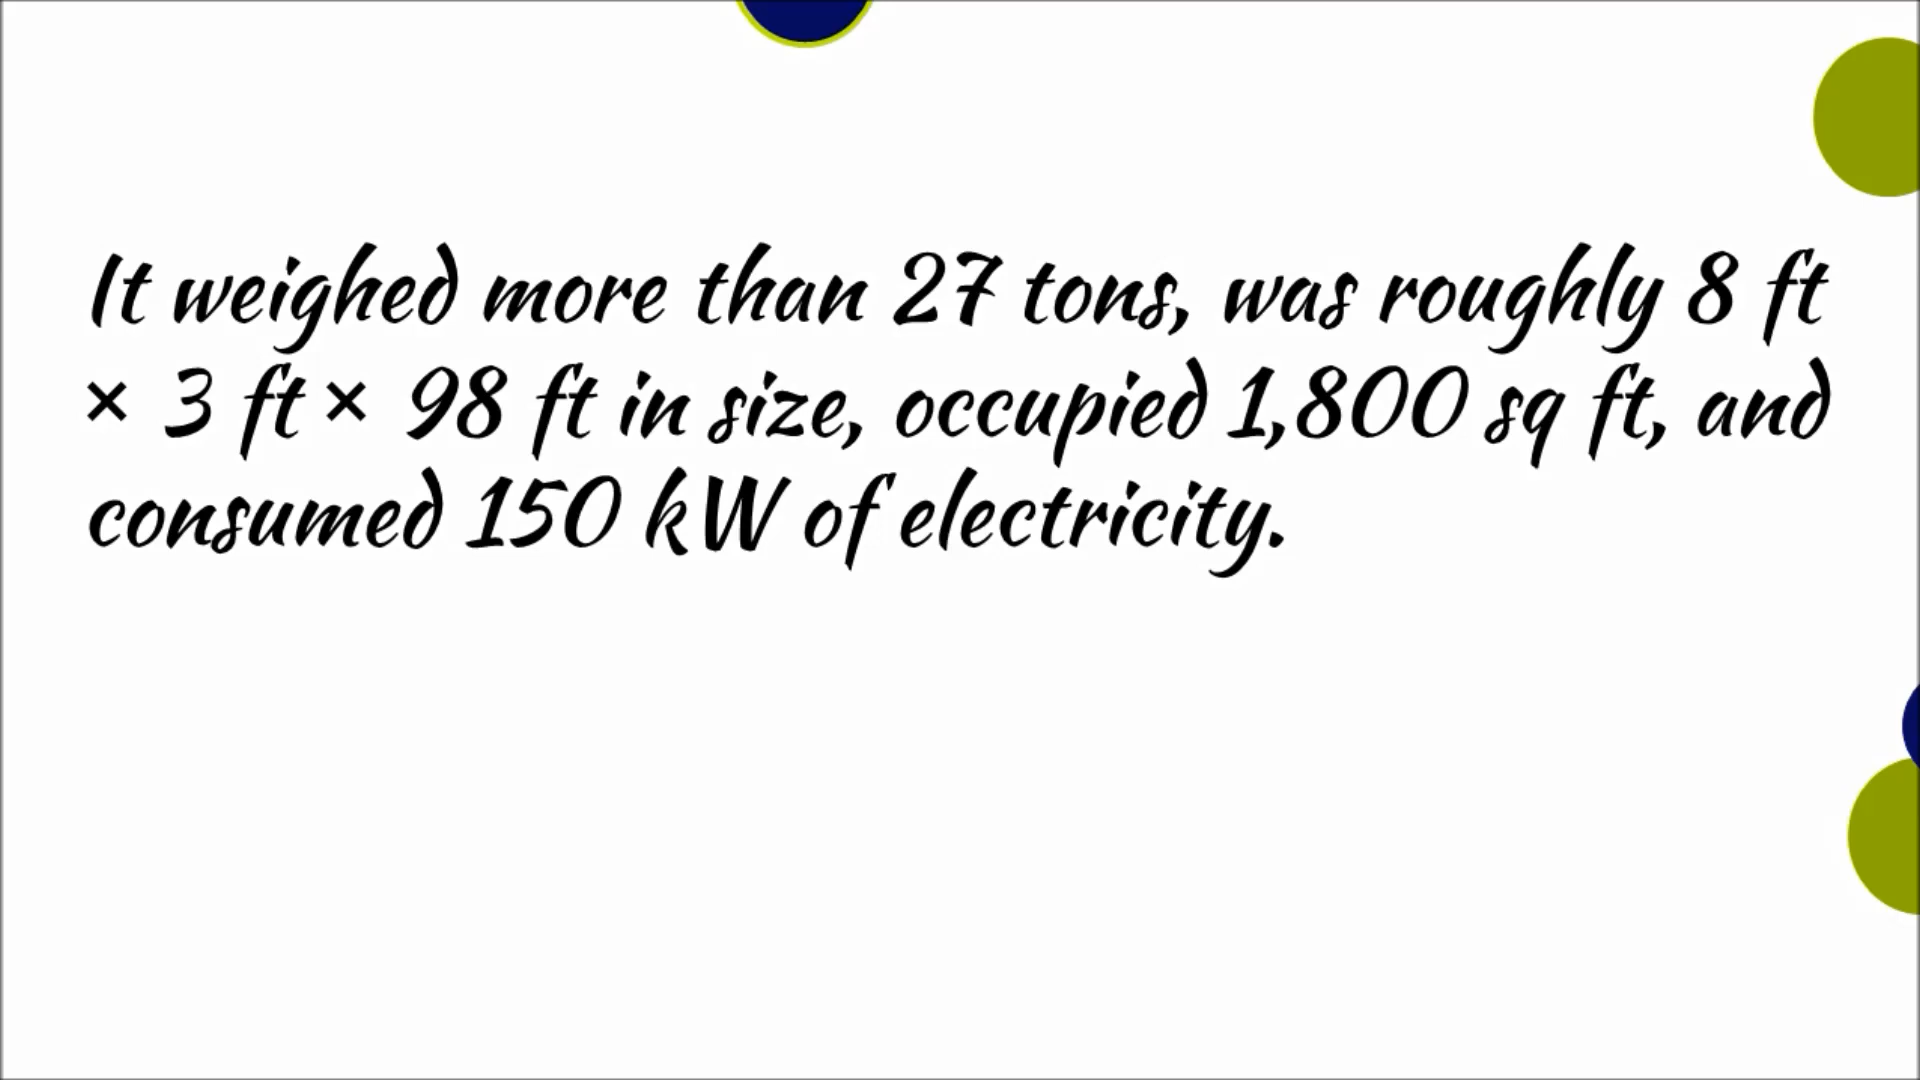 It weighed more than 27 tons, was roughly 8 ft
× 3 ft × 98 ft in size, occupied 1,800 sq ft, and
consumed 150 kW of electricity.